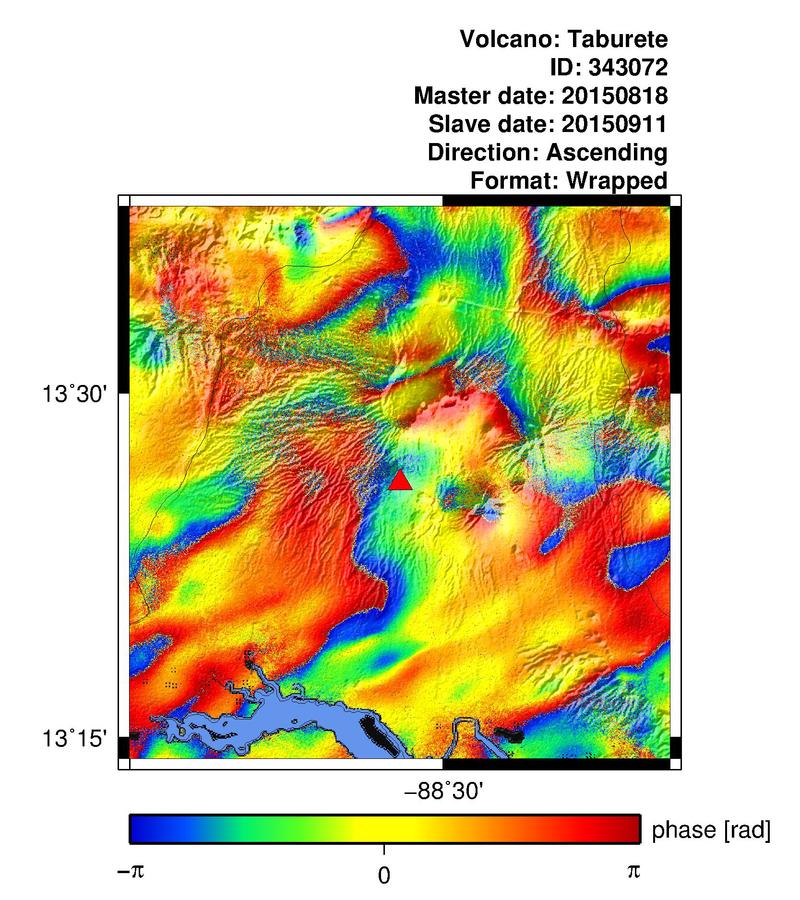 Volcano: Taburete
ID: 343072
Master date: 20150818
Slave date: 20150911
Direction: Ascending
Format: Wrapped
13˚30'
13˚15'
−88˚30'
phase [rad]
−π 0 π